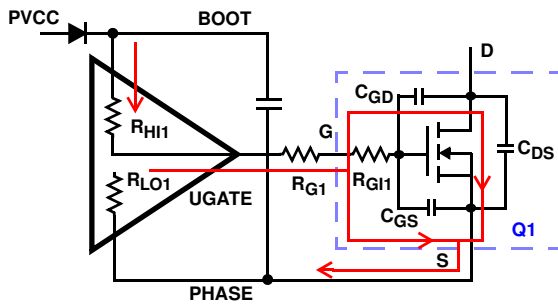 PVCC
BOOT
D
CGD
RHI1
G
CDS
RLO1
RG1
RGI1
UGATE
CGS
Q1
S
PHASE